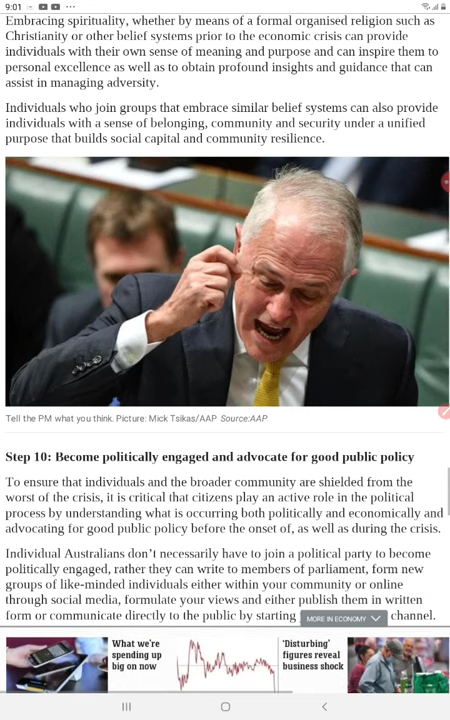 9:01
Embracing spirituality, whether by means of a formal organised religion such as
Christianity or other belief systems prior to the economic crisis can provide
individuals with their own sense of meaning and purpose and can inspire them to
personal excellence as well as to obtain profound insights and guidance that can
assist in managing adversity.
Individuals who join groups that embrace similar belief systems can also provide
individuals with a sense of belonging, community and security under a unified
purpose that builds social capital and community resilience.
Tell the PM what you think. Picture: Mick Tsikas/AAP Source:AAP
Step 10: Become politically engaged and advocate for good public policy
To ensure that individuals and the broader community are shielded from the
worst of the crisis, it is critical that citizens play an active role in the political
process by understanding what is occurring both politically and economically and
advocating for good public policy before the onset of, as well as during the crisis.
Individual Australians don't necessarily have to join a political party to become
politically engaged, rather they can write to members of parliament, form new
groups of like-minded individuals either within your community or online
through social media, formulate your views and either publish them in written
form or communicate directly to the public by starting channel.
MORE IN ECONOMY
What we're
spending up
big on now
'Disturbing'
figures reveal
business shock